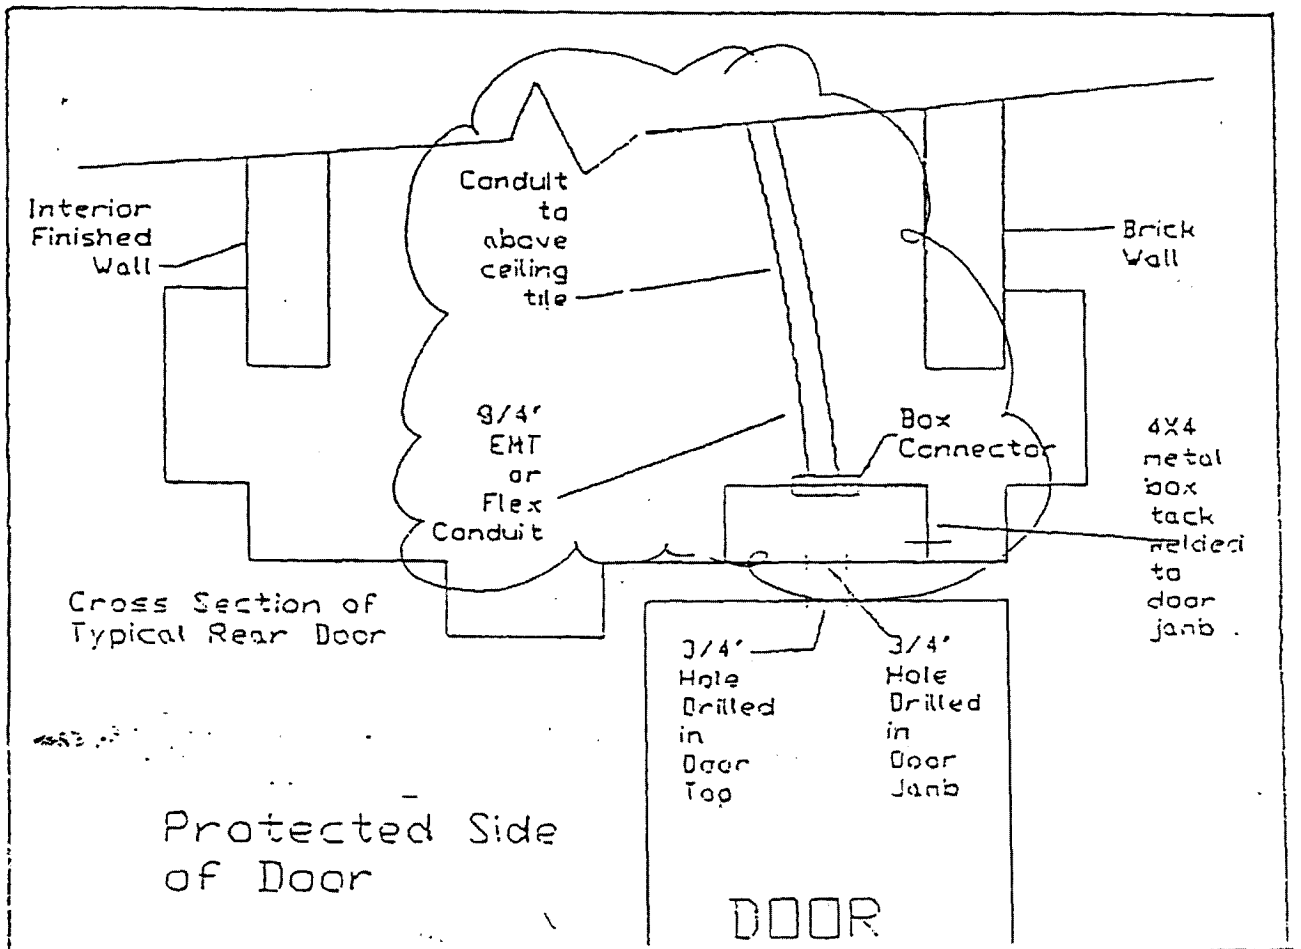 Interior
Finished
Wall
Conduit
to
above
ceiling
tile
Brick
Wall
3/4'
EMT
or
Flex
Conduit
Box
Connector
4X4
metal
box
tack
welded
to
door
jamb
Cross Section of
Typical Rear Door
3/4'
Hole
Drilled
in
Door
Top
3/4'
Hole
Drilled
in
Door
Jamb
Protected Side
of Door
DOOR